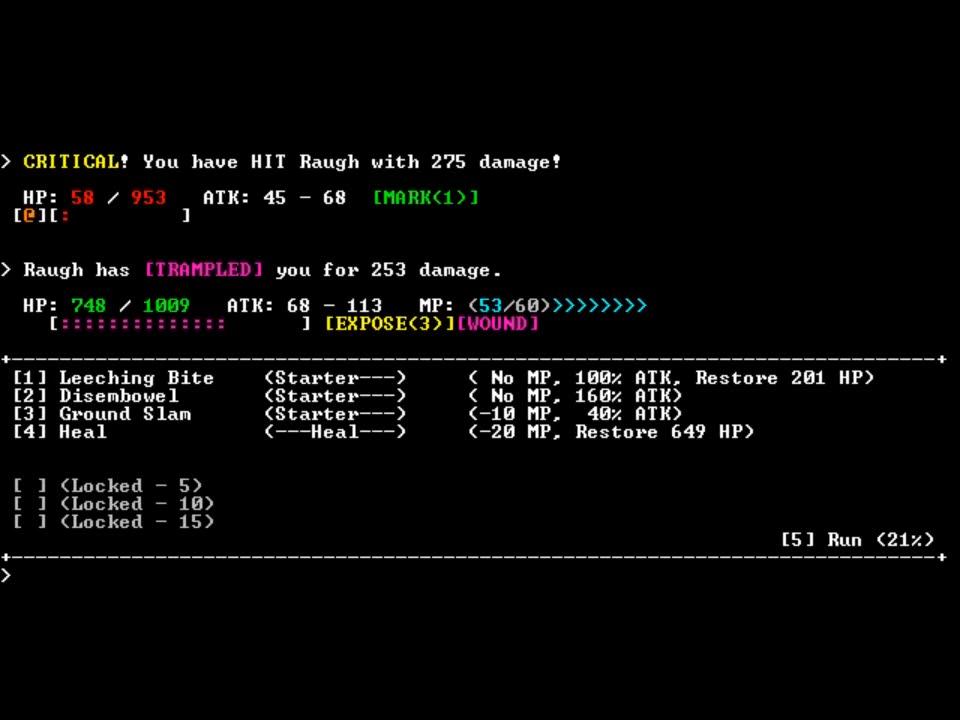 > CRITICAL! You have HIT Raugh with 275 damage!
HP: 58 / 953 ATK: 45 - 68 [MARK(1)]
[@][: ]
> Raugh has [TRAMPLED] you for 253 damage.
HP: 748 / 1009 ATK: 68 - 113 MP: (53/60)>>>>>>>>
[:::::::::::::: ] [EXPOSE(3)][WOUND]
[1] Leeching Bite (Starter---) ( No MP, 100% ATK, Restore 201 HP)
[2] Disembowel (Starter---) ( No MP, 160% ATK)
[3] Ground Slam (Starter---) (-10 MP, 40% ATK)
[4] Heal (---Heal---) (-20 MP, Restore 649 HP)
[ ] (Locked - 5)
[ ] (Locked - 10)
[ ] (Locked - 15)
[5] Run (21%)
>